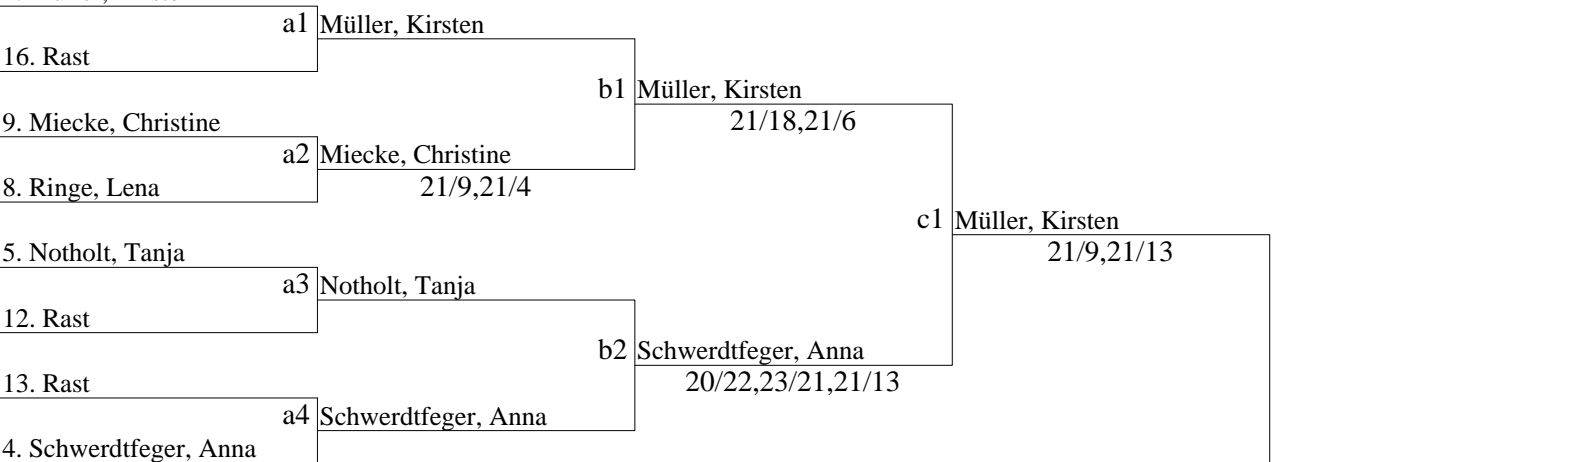 a1 Müller, Kirsten
16. Rast
b1 Müller, Kirsten
21/18,21/6
9. Miecke, Christine
a2 Miecke, Christine
8. Ringe, Lena
21/9,21/4
c1 Müller, Kirsten
21/9,21/13
5. Notholt, Tanja
a3 Notholt, Tanja
12. Rast
b2 Schwerdtfeger, Anna
20/22,23/21,21/13
13. Rast
a4 Schwerdtfeger, Anna
4. Schwerdtfeger, Anna